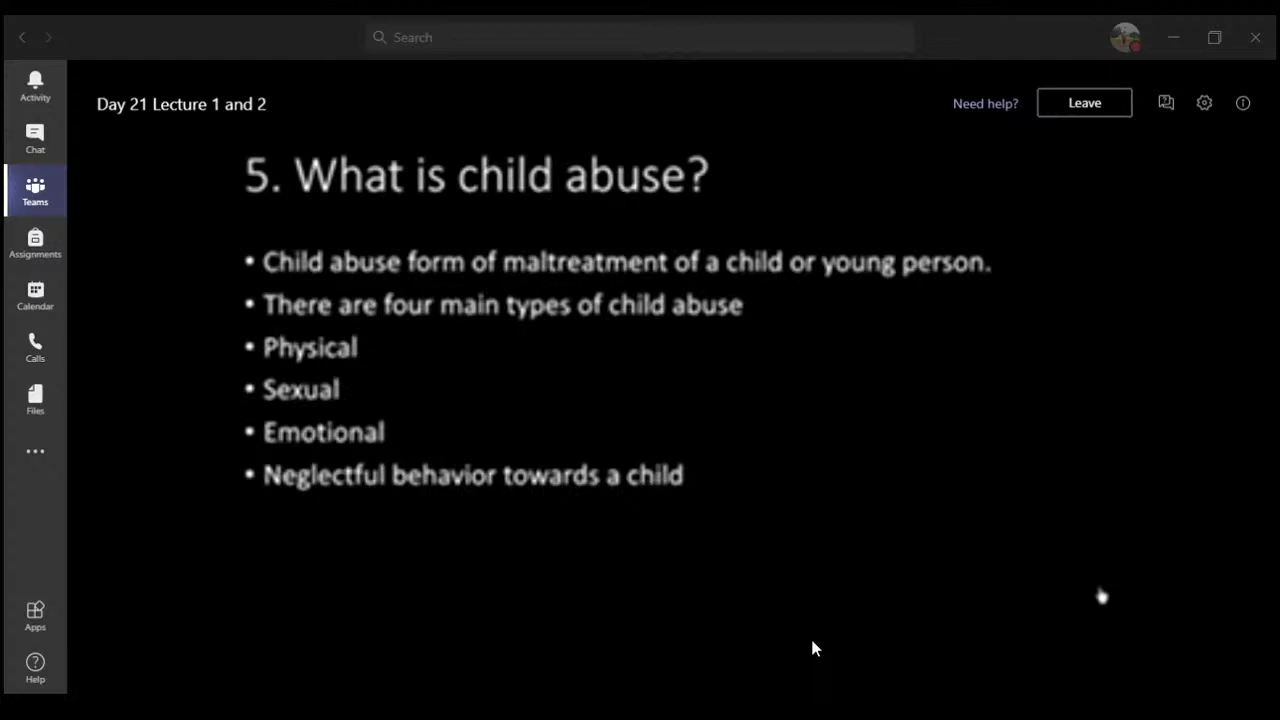 Search
Activity
Chat
Teams
Assignments
Calendar
Calls
Files
Apps
Help
Day 21 Lecture 1 and 2
Need help?
Leave
5. What is child abuse?
• Child abuse form of maltreatment of a child or young person.
• There are four main types of child abuse
• Physical
• Sexual
• Emotional
• Neglectful behavior towards a child